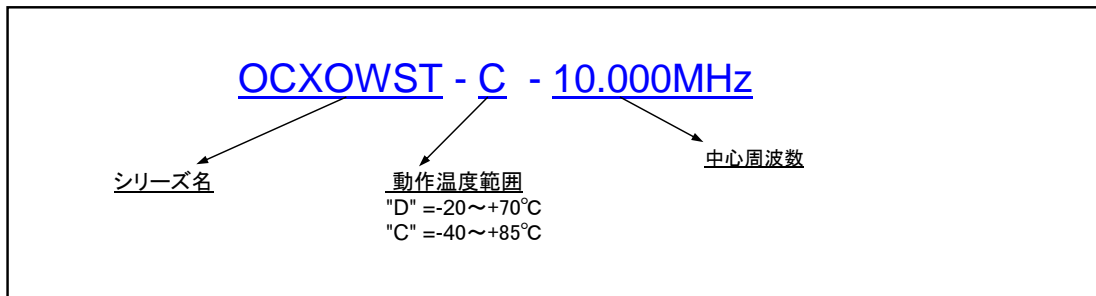 OCXOWST - C - 10.000MHz
シリーズ名
動作温度範囲
"D" =-20～+70℃
"C" =-40～+85℃
中心周波数